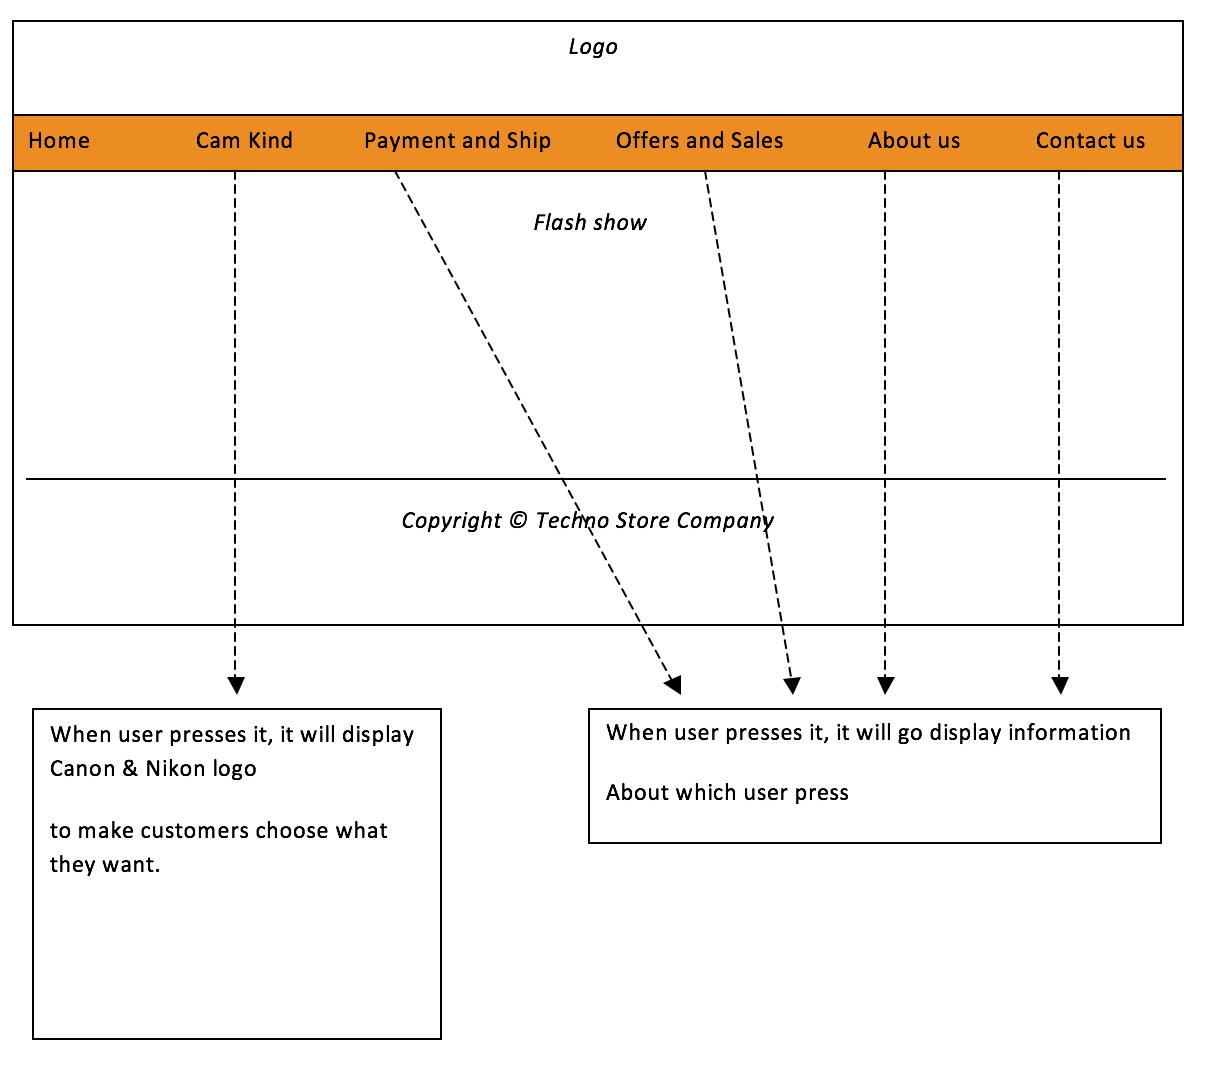 Logo
Home Cam Kind Payment and Ship Offers and Sales About us Contact us
Flash show
Copyright © Techno Store Company
When user presses it, it will display
Canon & Nikon logo
to make customers choose what
they want.
When user presses it, it will go display information
About which user press